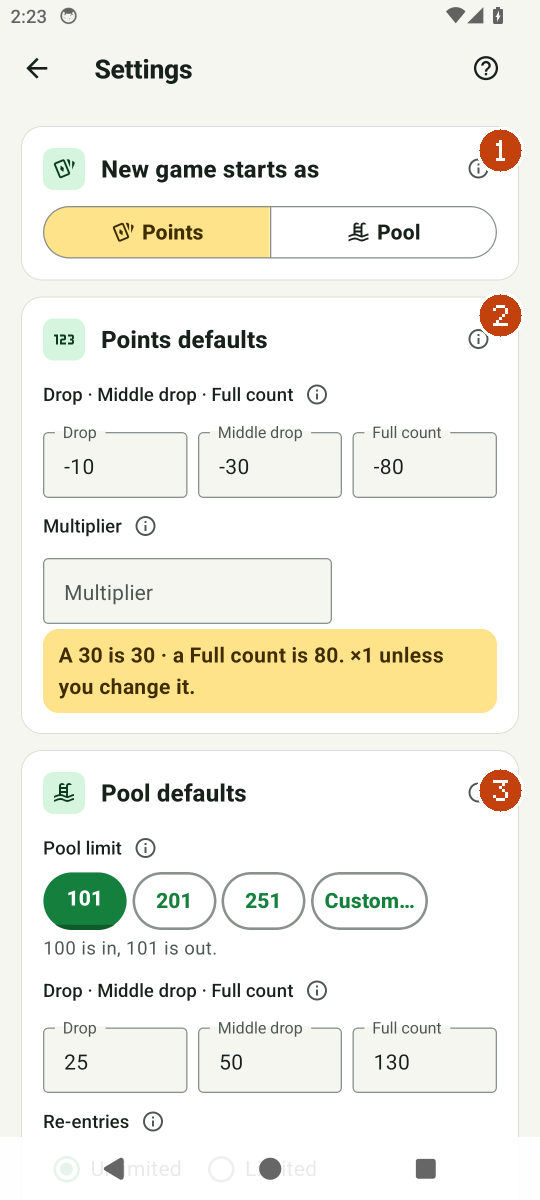 2:23
Settings
1
New game starts as
Points
Pool
2
123
Points defaults
Drop · Middle drop · Full count
Drop
Middle drop
Full count
-10
-30
-80
Multiplier
Multiplier
A 30 is 30 · a Full count is 80. ×1 unless
you change it.
3
Pool defaults
Pool limit
101
201
251
Custom…
100 is in, 101 is out.
Drop · Middle drop · Full count
Drop
Middle drop
Full count
25
50
130
Re-entries